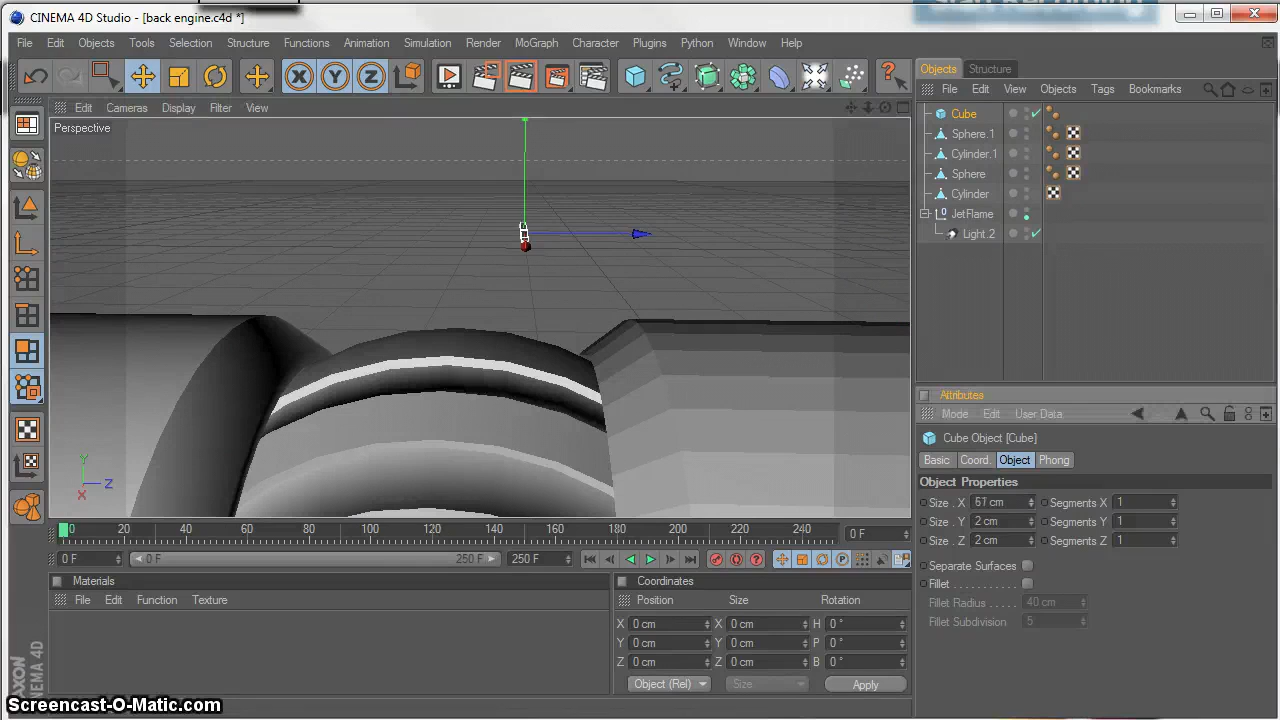 CINEMA 4D Studio - [back engine.c4d *]
File Edit Objects Tools Selection Structure Functions Animation Simulation Render MoGraph Character Plugins Python Window Help
Objects Structure
File Edit View Objects Tags Bookmarks
Edit Cameras Display Filter View
Perspective
Cube
Sphere.1
Cylinder.1
Sphere
Cylinder
JetFlame
Light.2
Y
Z
X
Attributes
Mode Edit User Data
Cube Object [Cube]
Basic Coord. Object Phong
Object Properties
Size . X 61 cm Segments X 1
Size . Y 2 cm Segments Y 1
Size . Z 2 cm Segments Z 1
Separate Surfaces
Fillet . . . . . . . . . . .
Fillet Radius . . . . . 40 cm
Fillet Subdivision 5
0 20 40 60 80 100 120 140 160 180 200 220 240 0 F
0 F 0 F 250 F 250 F
Materials
File Edit Function Texture
Coordinates
Position Size Rotation
X 0 cm X 0 cm H 0 °
Y 0 cm Y 0 cm P 0 °
Z 0 cm Z 0 cm B 0 °
Object (Rel) Size Apply
CINEMA 4D
Screencast-O-Matic.com